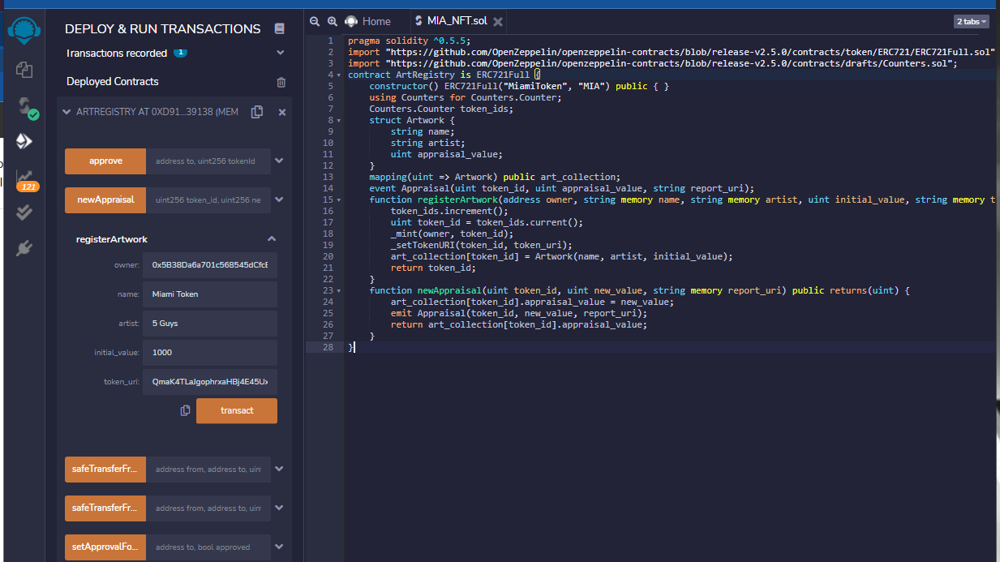 DEPLOY & RUN TRANSACTIONS
Transactions recorded 1
Deployed Contracts
ARTREGISTRY AT 0XD91...39138 (MEM
approve address to, uint256 tokenId
newAppraisal uint256 token_id, uint256 ne
registerArtwork
owner: 0x5B38Da6a701c568545dCfcE
name: Miami Token
artist: 5 Guys
initial_value: 1000
token_uri: QmaK4TLaJgophrxaHBj4E45Ux
transact
safeTransferFr... address from, address to, uin
safeTransferFr... address from, address to, uin
setApprovalFo... address to, bool approved
121
Home
MIA_NFT.sol
2 tabs
1 pragma solidity ^0.5.5;
2 import "https://github.com/OpenZeppelin/openzeppelin-contracts/blob/release-v2.5.0/contracts/token/ERC721/ERC721Full.sol"
3 import "https://github.com/OpenZeppelin/openzeppelin-contracts/blob/release-v2.5.0/contracts/drafts/Counters.sol";
4 contract ArtRegistry is ERC721Full {
5 constructor() ERC721Full("MiamiToken", "MIA") public { }
6 using Counters for Counters.Counter;
7 Counters.Counter token_ids;
8 struct Artwork {
9 string name;
10 string artist;
11 uint appraisal_value;
12 }
13 mapping(uint => Artwork) public art_collection;
14 event Appraisal(uint token_id, uint appraisal_value, string report_uri);
15 function registerArtwork(address owner, string memory name, string memory artist, uint initial_value, string memory t
16 token_ids.increment();
17 uint token_id = token_ids.current();
18 _mint(owner, token_id);
19 _setTokenURI(token_id, token_uri);
20 art_collection[token_id] = Artwork(name, artist, initial_value);
21 return token_id;
22 }
23 function newAppraisal(uint token_id, uint new_value, string memory report_uri) public returns(uint) {
24 art_collection[token_id].appraisal_value = new_value;
25 emit Appraisal(token_id, new_value, report_uri);
26 return art_collection[token_id].appraisal_value;
27 }
28 }